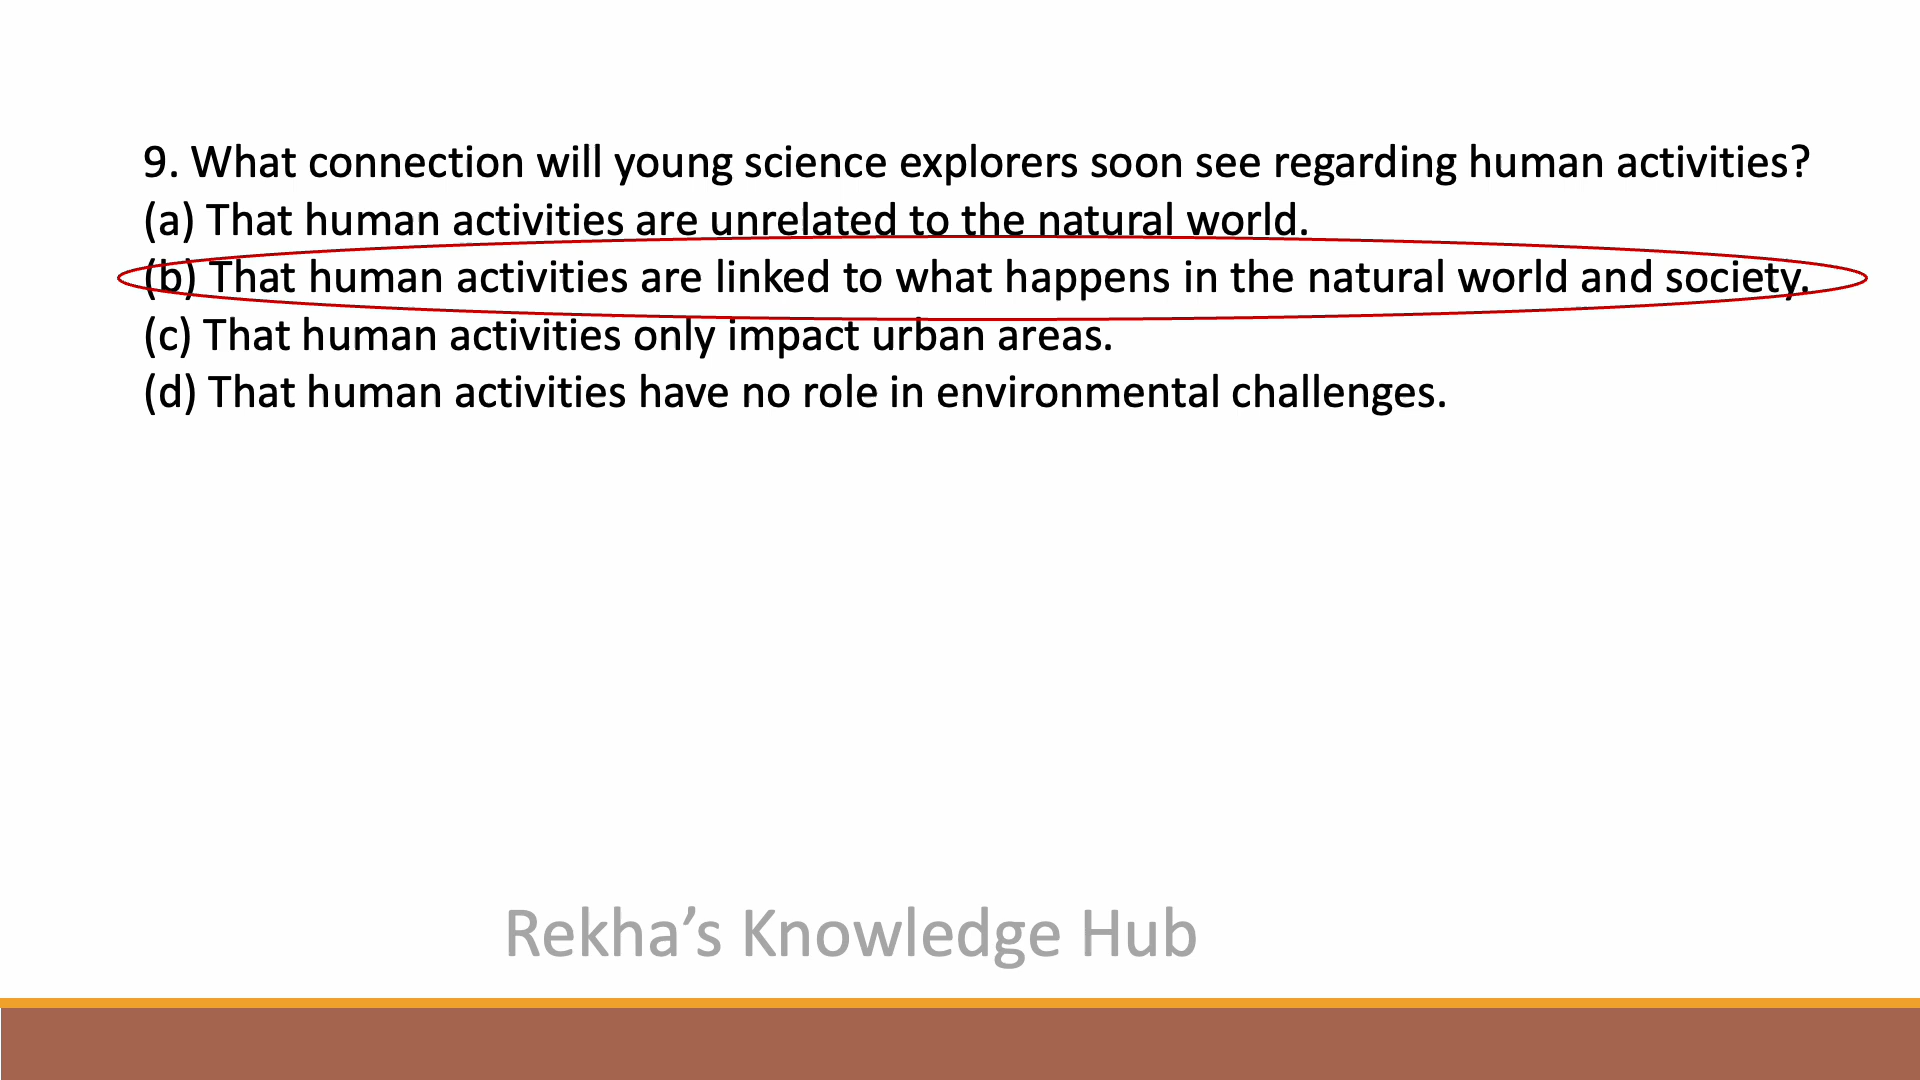 9. What connection will young science explorers soon see regarding human activities?
(a) That human activities are unrelated to the natural world.
(b) That human activities are linked to what happens in the natural world and society.
(c) That human activities only impact urban areas.
(d) That human activities have no role in environmental challenges.
Rekha’s Knowledge Hub